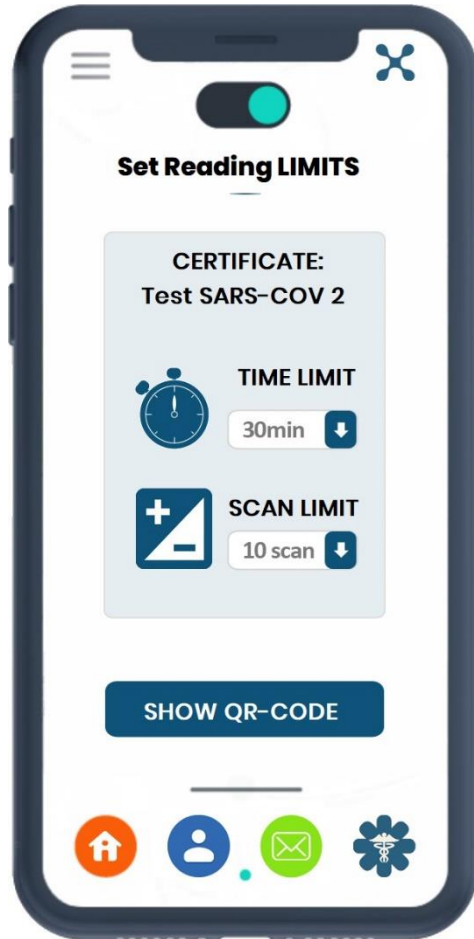 Set Reading LIMITS
CERTIFICATE:
Test SARS-COV 2
TIME LIMIT
30min
SCAN LIMIT
10 scan
SHOW QR-CODE